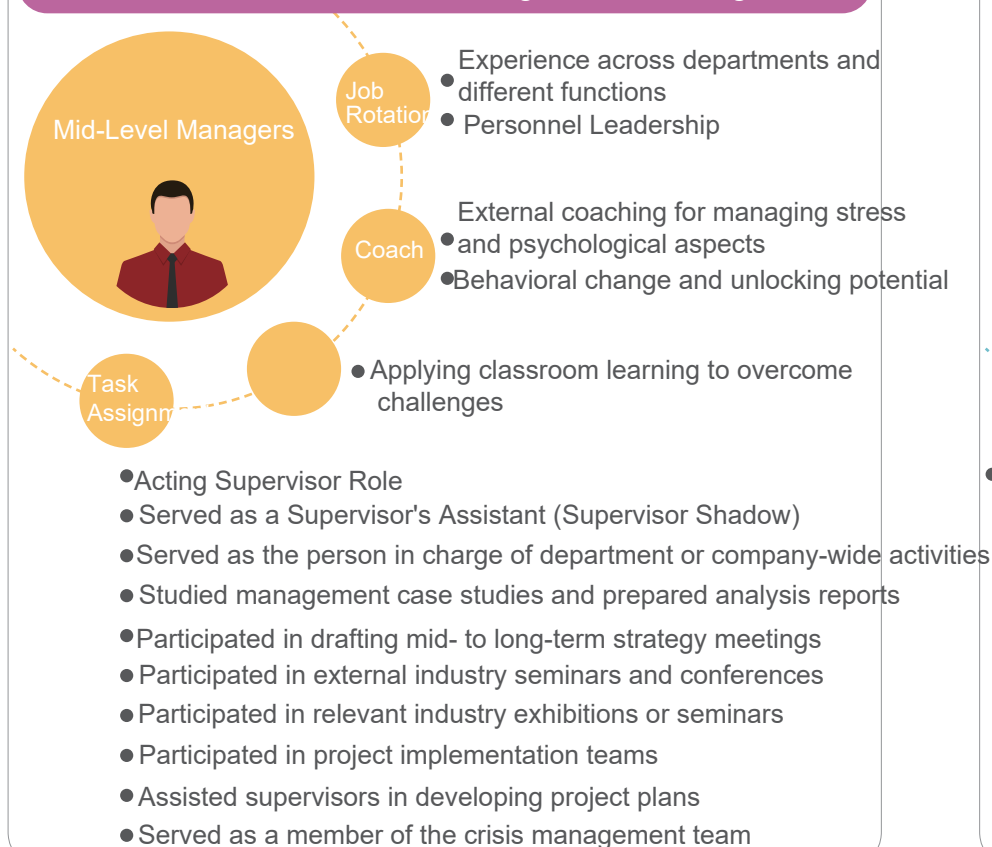 Mid-Level Managers
Job
Rotation
Experience across departments and
different functions
Personnel Leadership
Coach
External coaching for managing stress
and psychological aspects
Behavioral change and unlocking potential
Applying classroom learning to overcome
challenges
Task
Assignm
Acting Supervisor Role
Served as a Supervisor's Assistant (Supervisor Shadow)
Served as the person in charge of department or company-wide activities
Studied management case studies and prepared analysis reports
Participated in drafting mid- to long-term strategy meetings
Participated in external industry seminars and conferences
Participated in relevant industry exhibitions or seminars
Participated in project implementation teams
Assisted supervisors in developing project plans
Served as a member of the crisis management team